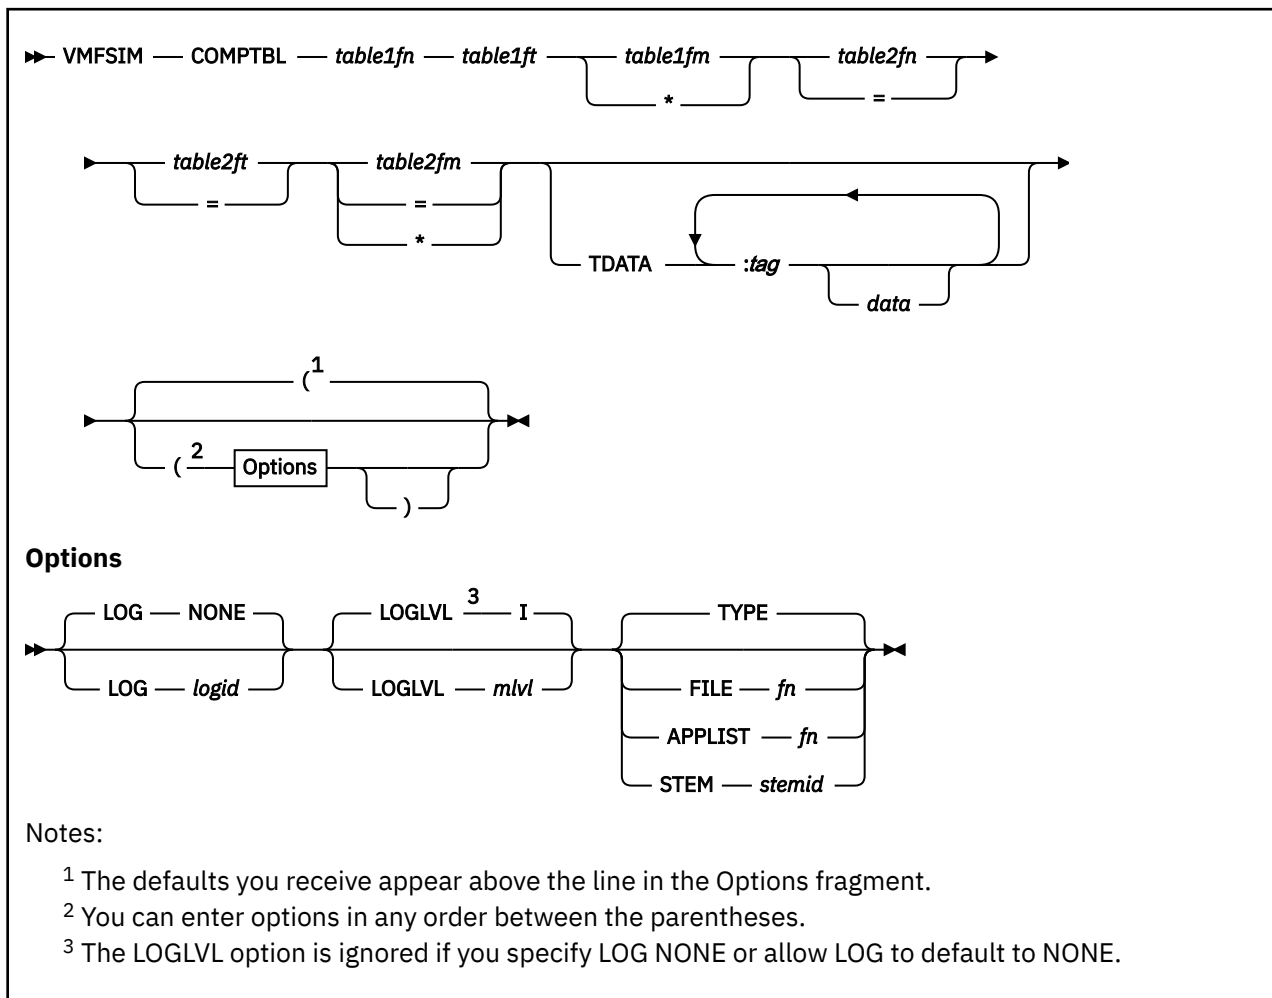 VMFSIM COMPTBL table1fn table1ft table1fm table2fn
* =
table2ft table2fm
= =
*
TDATA :tag
data
( 1
( 2 Options
)
Options
LOG NONE LOGLVL 3 I TYPE
LOG logid LOGLVL mlvl FILE fn
APPLIST fn
STEM stemid
Notes:
1 The defaults you receive appear above the line in the Options fragment.
2 You can enter options in any order between the parentheses.
3 The LOGLVL option is ignored if you specify LOG NONE or allow LOG to default to NONE.